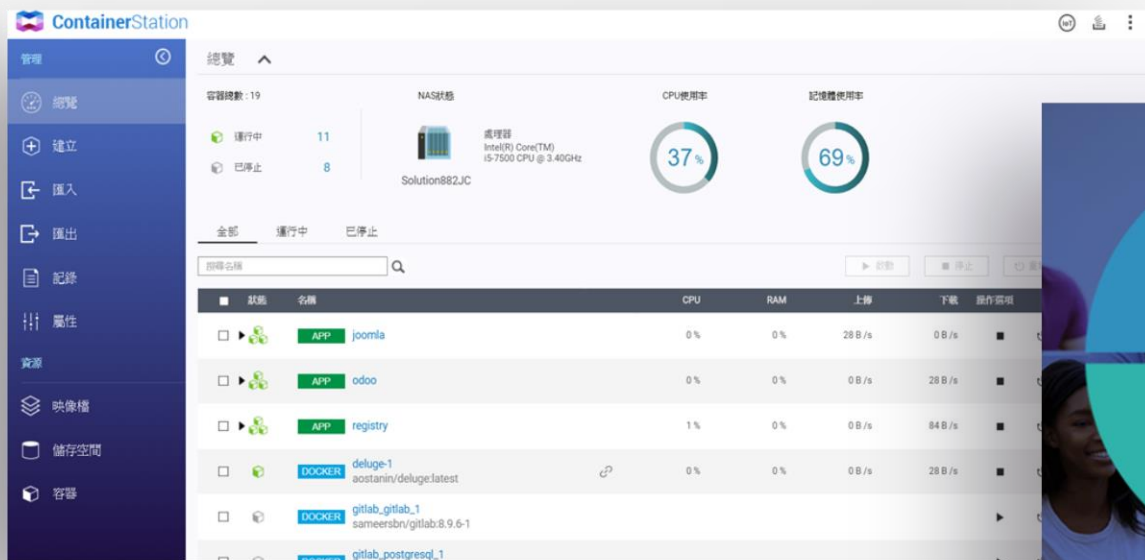 ContainerStation
IoT
管理
總覽
建立
匯入
匯出
記錄
屬性
資源
映像檔
儲存空間
容器
總覽
容器總數 : 19
運行中 11
已停止 8
NAS狀態
Solution882JC
處理器
Intel(R) Core(TM)
i5-7500 CPU @ 3.40GHz
CPU使用率
37%
記憶體使用率
69%
全部 運行中 已停止
搜尋名稱
啟動 停止
狀態 名稱 CPU RAM 上傳 下載 操作選項
APP joomla 0 % 0 % 28 B /s 0 B /s
APP odoo 0 % 0 % 0 B /s 28 B /s
APP registry 1 % 0 % 0 B /s 84 B /s
DOCKER deluge-1 0 % 0 % 0 B /s 28 B /s
aostanin/deluge:latest
DOCKER gitlab_gitlab_1
sameersbn/gitlab:8.9.6-1
DOCKER gitlab_postgresql_1